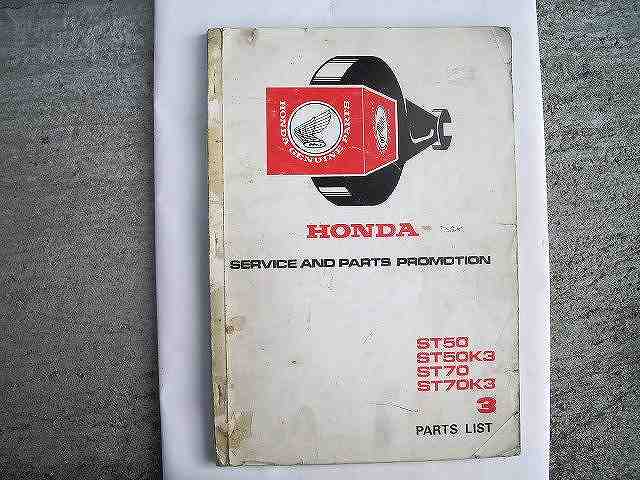 HONDA GENUINE PARTS
HONDA
SERVICE AND PARTS PROMOTION
ST50
ST50K3
ST70
ST70K3
3
PARTS LIST